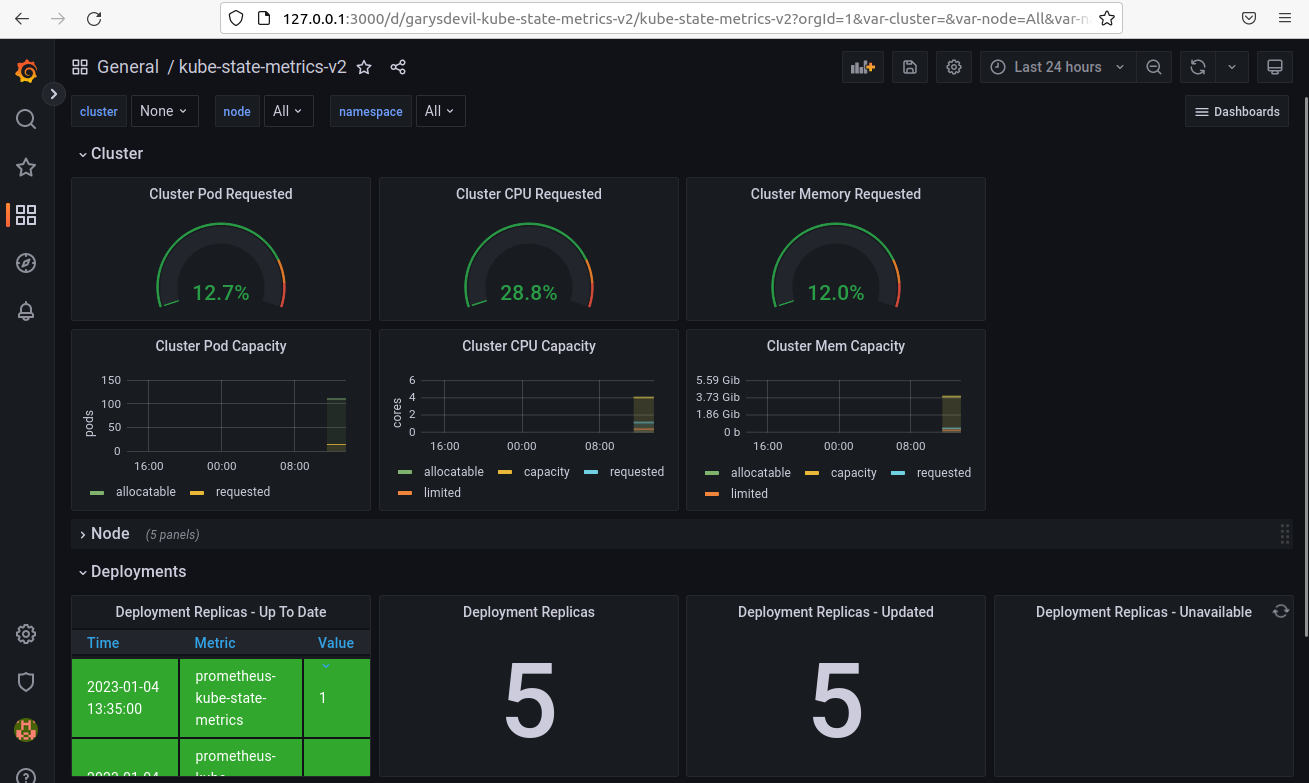 127.0.0.1:3000/d/garysdevil-kube-state-metrics-v2/kube-state-metrics-v2?orgId=1&var-cluster=&var-node=All&var-n
General / kube-state-metrics-v2
Last 24 hours
cluster None node All namespace All Dashboards
Cluster
Cluster Pod Requested Cluster CPU Requested Cluster Memory Requested
12.7% 28.8% 12.0%
Cluster Pod Capacity
150
100
50
0
pods
16:00 00:00 08:00
allocatable requested
Cluster CPU Capacity
6
4
2
0
cores
16:00 00:00 08:00
allocatable capacity requested
limited
Cluster Mem Capacity
5.59 Gib
3.73 Gib
1.86 Gib
0 b
16:00 00:00 08:00
allocatable capacity requested
limited
Node (5 panels)
Deployments
Deployment Replicas - Up To Date
Time Metric Value
2023-01-04
13:35:00
prometheus-
kube-state-
metrics
1
prometheus-
Deployment Replicas
5
Deployment Replicas - Updated
5
Deployment Replicas - Unavailable